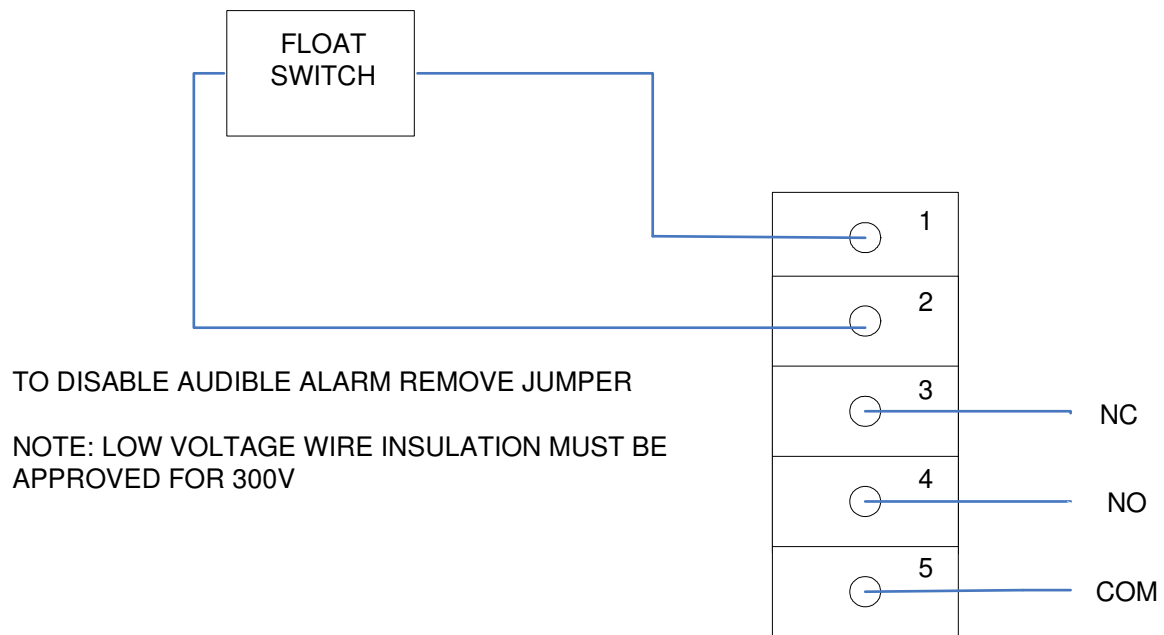 FLOAT
SWITCH
1
2
TO DISABLE AUDIBLE ALARM REMOVE JUMPER
3
NC
NOTE: LOW VOLTAGE WIRE INSULATION MUST BE
APPROVED FOR 300V
4
NO
5
COM